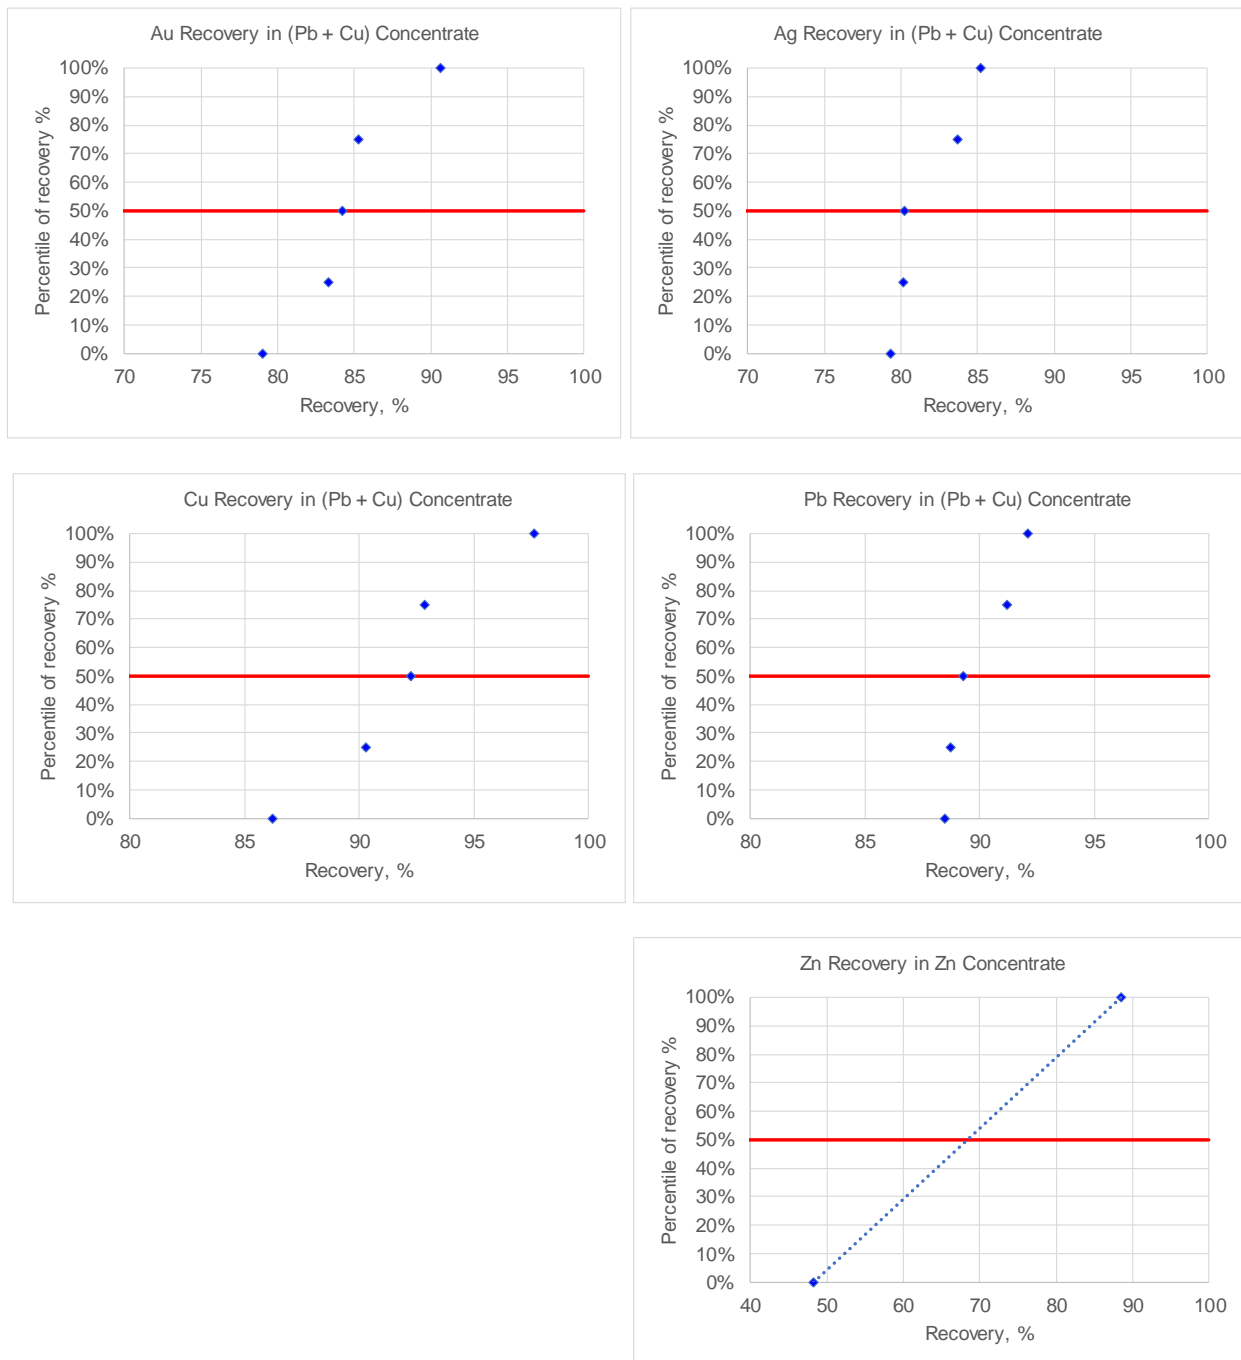 Au Recovery in (Pb + Cu) Concentrate
100%
90%
80%
70%
60%
50%
40%
30%
20%
10%
0%
Percentile of recovery %
70 75 80 85 90 95 100
Recovery, %
Ag Recovery in (Pb + Cu) Concentrate
100%
90%
80%
70%
60%
50%
40%
30%
20%
10%
0%
Percentile of recovery %
70 75 80 85 90 95 100
Recovery, %
Cu Recovery in (Pb + Cu) Concentrate
100%
90%
80%
70%
60%
50%
40%
30%
20%
10%
0%
Percentile of recovery %
80 85 90 95 100
Recovery, %
Pb Recovery in (Pb + Cu) Concentrate
100%
90%
80%
70%
60%
50%
40%
30%
20%
10%
0%
Percentile of recovery %
80 85 90 95 100
Recovery, %
Zn Recovery in Zn Concentrate
100%
90%
80%
70%
60%
50%
40%
30%
20%
10%
0%
Percentile of recovery %
40 50 60 70 80 90 100
Recovery, %